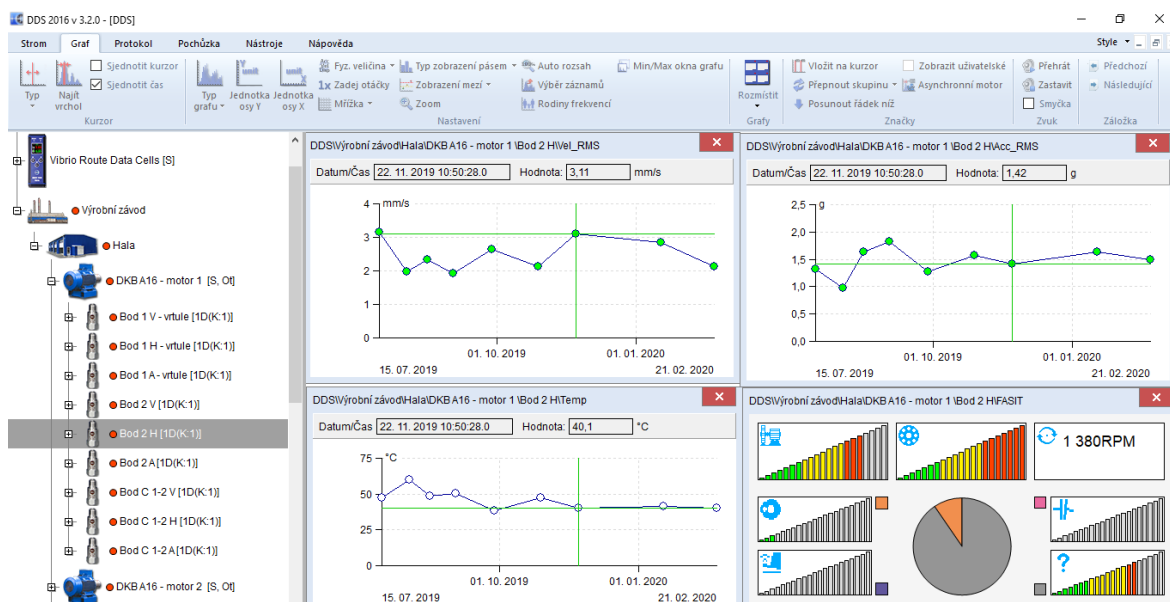 DDS 2016 v 3.2.0 - [DDS]
Strom Graf Protokol Pochůzka Nástroje Nápověda Style
Typ
Najít vrchol
Sjednotit kurzor
Sjednotit čas
Kurzor
Typ grafu
Jednotka osy Y
Jednotka osy X
Fyz. veličina
1x Zadej otáčky
Mřížka
Typ zobrazení pásem
Zobrazení mezí
Zoom
Auto rozsah
Výběr záznamů
Rodiny frekvencí
Min/Max okna grafu
Nastavení
Rozmístit
Grafy
Vložit na kurzor
Přepnout skupinu
Posunout řádek níž
Zobrazit uživatelské
Asynchronní motor
Značky
Přehrát
Zastavit
Smyčka
Zvuk
Předchozí
Následující
Záložka
Vibrio Route Data Cells [S]
Výrobní závod
Hala
DKBA16 - motor 1 [S, Ot]
Bod 1 V - vrtule [1D(K:1)]
Bod 1 H - vrtule [1D(K:1)]
Bod 1 A - vrtule [1D(K:1)]
Bod 2 V [1D(K:1)]
Bod 2 H [1D(K:1)]
Bod 2 A [1D(K:1)]
Bod C 1-2 V [1D(K:1)]
Bod C 1-2 H [1D(K:1)]
Bod C 1-2 A [1D(K:1)]
DKBA16 - motor 2 [S, Ot]
DDS\Výrobní závod\Hala\DKBA16 - motor 1 \Bod 2 H\Vel_RMS
Datum/Čas 22. 11. 2019 10:50:28.0 Hodnota: 3,11 mm/s
mm/s
4
3
2
1
0
01. 10. 2019 01. 01. 2020
15. 07. 2019 21. 02. 2020
DDS\Výrobní závod\Hala\DKBA16 - motor 1 \Bod 2 H\Acc_RMS
Datum/Čas 22. 11. 2019 10:50:28.0 Hodnota: 1,42 g
g
2,5
2,0
1,5
1,0
0,5
0,0
01. 10. 2019 01. 01. 2020
15. 07. 2019 21. 02. 2020
DDS\Výrobní závod\Hala\DKBA16 - motor 1 \Bod 2 H\Temp
Datum/Čas 22. 11. 2019 10:50:28.0 Hodnota: 40,1 °C
°C
75
50
25
0
01. 10. 2019 01. 01. 2020
15. 07. 2019 21. 02. 2020
DDS\Výrobní závod\Hala\DKBA16 - motor 1 \Bod 2 H\FASIT
1 380RPM
?